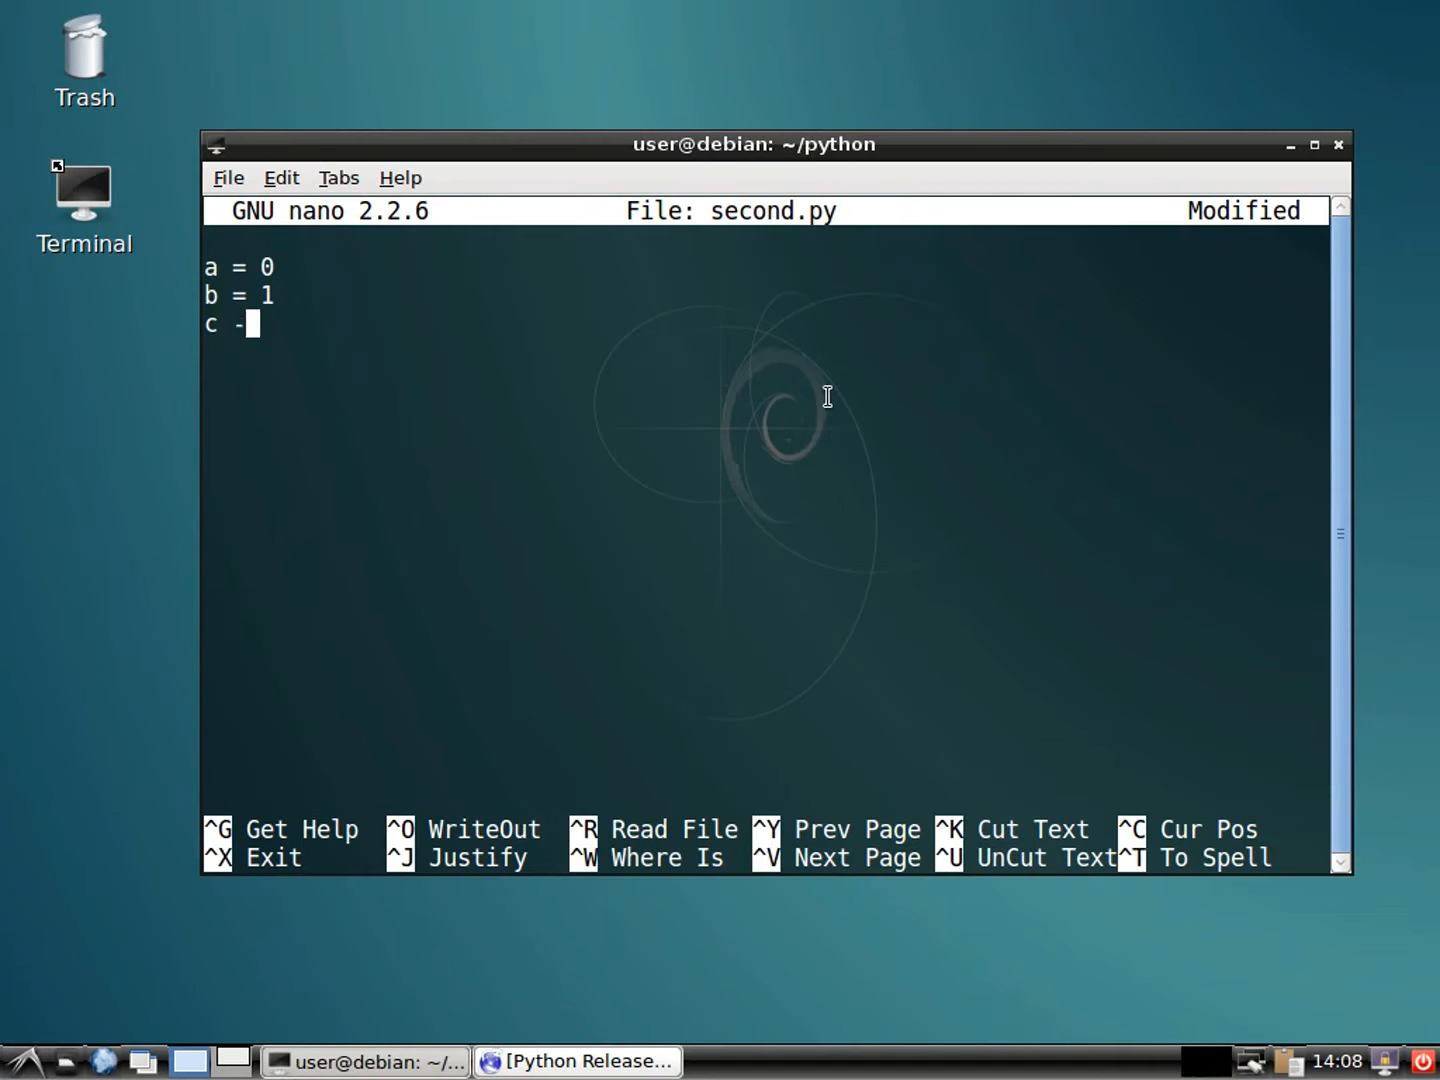 Trash
Terminal
user@debian: ~/python
File Edit Tabs Help
GNU nano 2.2.6 File: second.py Modified
a = 0
b = 1
c -
^G Get Help ^O WriteOut ^R Read File ^Y Prev Page ^K Cut Text ^C Cur Pos
^X Exit ^J Justify ^W Where Is ^V Next Page ^U UnCut Text^T To Spell
user@debian: ~/... [Python Release... 14:08